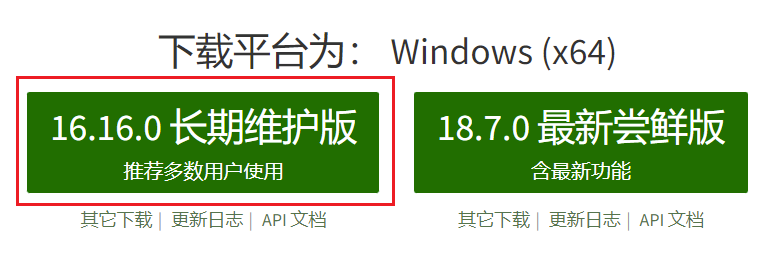 下载平台为： Windows (x64)
16.16.0 长期维护版
推荐多数用户使用
18.7.0 最新尝鲜版
含最新功能
其它下载 | 更新日志 | API 文档
其它下载 | 更新日志 | API 文档